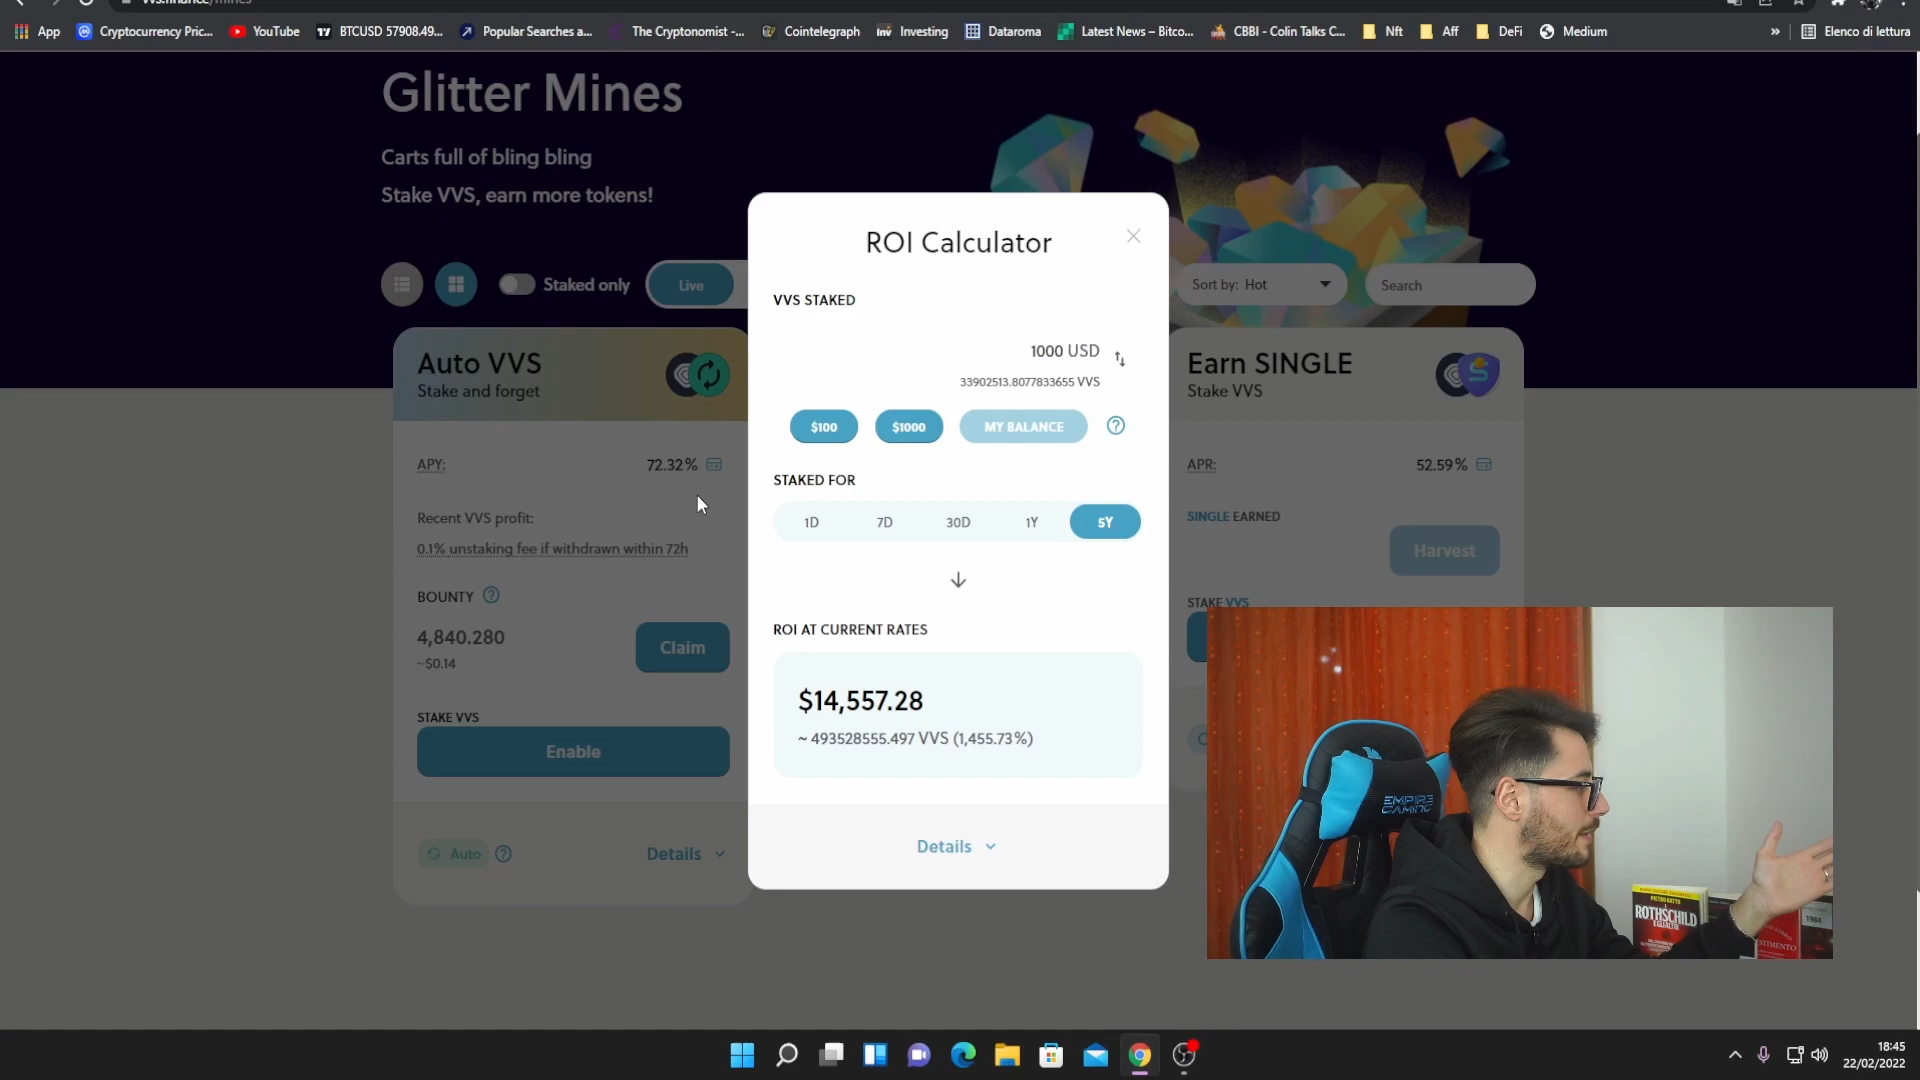 App
Cryptocurrency Pric...
YouTube
BTCUSD 57908.49...
Popular Searches a...
The Cryptonomist -...
Cointelegraph
Investing
Dataroma
Latest News – Bitco...
CBBI - Colin Talks C...
Nft
Aff
DeFi
Medium
»
Elenco di lettura
Glitter Mines
Carts full of bling bling
Stake VVS, earn more tokens!
Staked only
Live
Sort by: Hot
Search
Auto VVS
Stake and forget
APY:
72.32%
Recent VVS profit:
0.1% unstaking fee if withdrawn within 72h
BOUNTY
4,840.280
~$0.14
Claim
STAKE VVS
Enable
Auto
Details
ROI Calculator
VVS STAKED
1000 USD
33902513.8077833655 VVS
$100
$1000
MY BALANCE
STAKED FOR
1D
7D
30D
1Y
5Y
ROI AT CURRENT RATES
$14,557.28
~ 493528555.497 VVS (1,455.73%)
Details
Earn SINGLE
Stake VVS
APR:
52.59%
SINGLE EARNED
Harvest
STAKE VVS
EMPIRE
GAMING
ROTHSCHILD
1984
18:45
22/02/2022